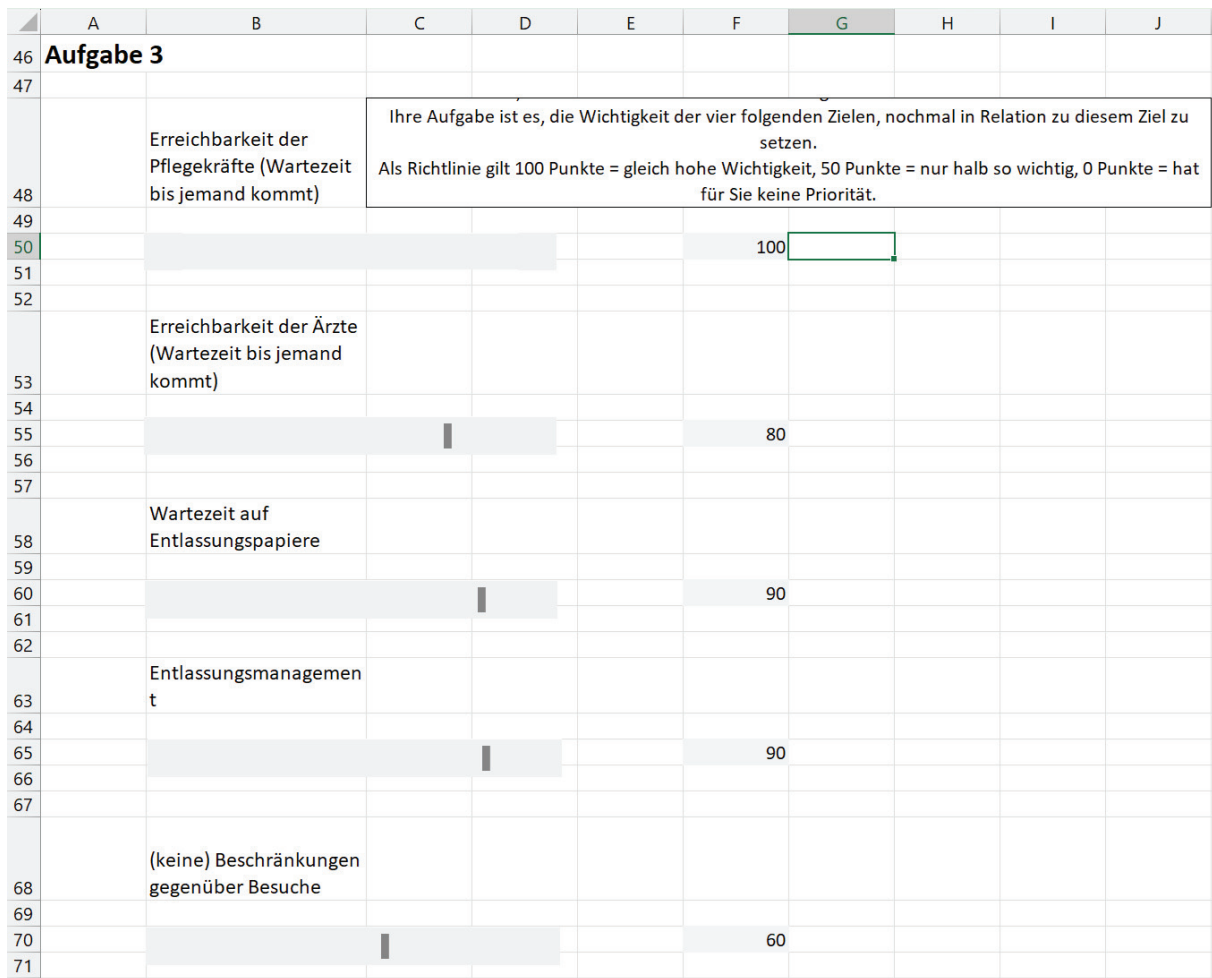 A B C D E F G H I J
46 Aufgabe 3
47
Ihre Aufgabe ist es, die Wichtigkeit der vier folgenden Zielen, nochmal in Relation zu diesem Ziel zu
setzen.
Als Richtlinie gilt 100 Punkte = gleich hohe Wichtigkeit, 50 Punkte = nur halb so wichtig, 0 Punkte = hat
für Sie keine Priorität.
Erreichbarkeit der
Pflegekräfte (Wartezeit
48 bis jemand kommt)
49
50 100
51
52
Erreichbarkeit der Ärzte
(Wartezeit bis jemand
53 kommt)
54
55 80
56
57
Wartezeit auf
58 Entlassungspapiere
59
60 90
61
62
Entlassungsmanagemen
63 t
64
65 90
66
67
(keine) Beschränkungen
68 gegenüber Besuche
69
70 60
71